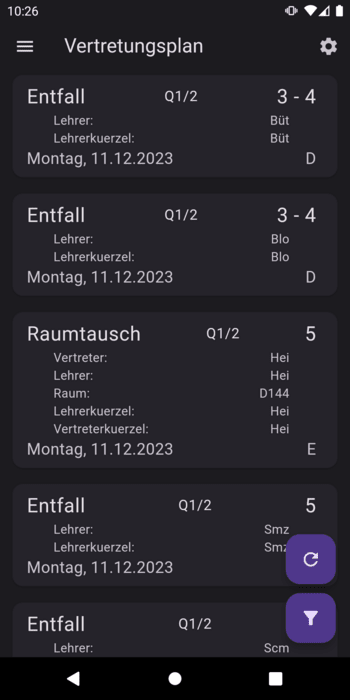 10:26
Vertretungsplan
Entfall Q1/2 3 - 4
Lehrer: Büt
Lehrerkuerzel: Büt
Montag, 11.12.2023 D
Entfall Q1/2 3 - 4
Lehrer: Blo
Lehrerkuerzel: Blo
Montag, 11.12.2023 D
Raumtausch Q1/2 5
Vertreter: Hei
Lehrer: Hei
Raum: D144
Lehrerkuerzel: Hei
Vertreterkuerzel: Hei
Montag, 11.12.2023 E
Entfall Q1/2 5
Lehrer: Smz
Lehrerkuerzel: Smz
Montag, 11.12.2023
Entfall Q1/2
Lehrer: Scm